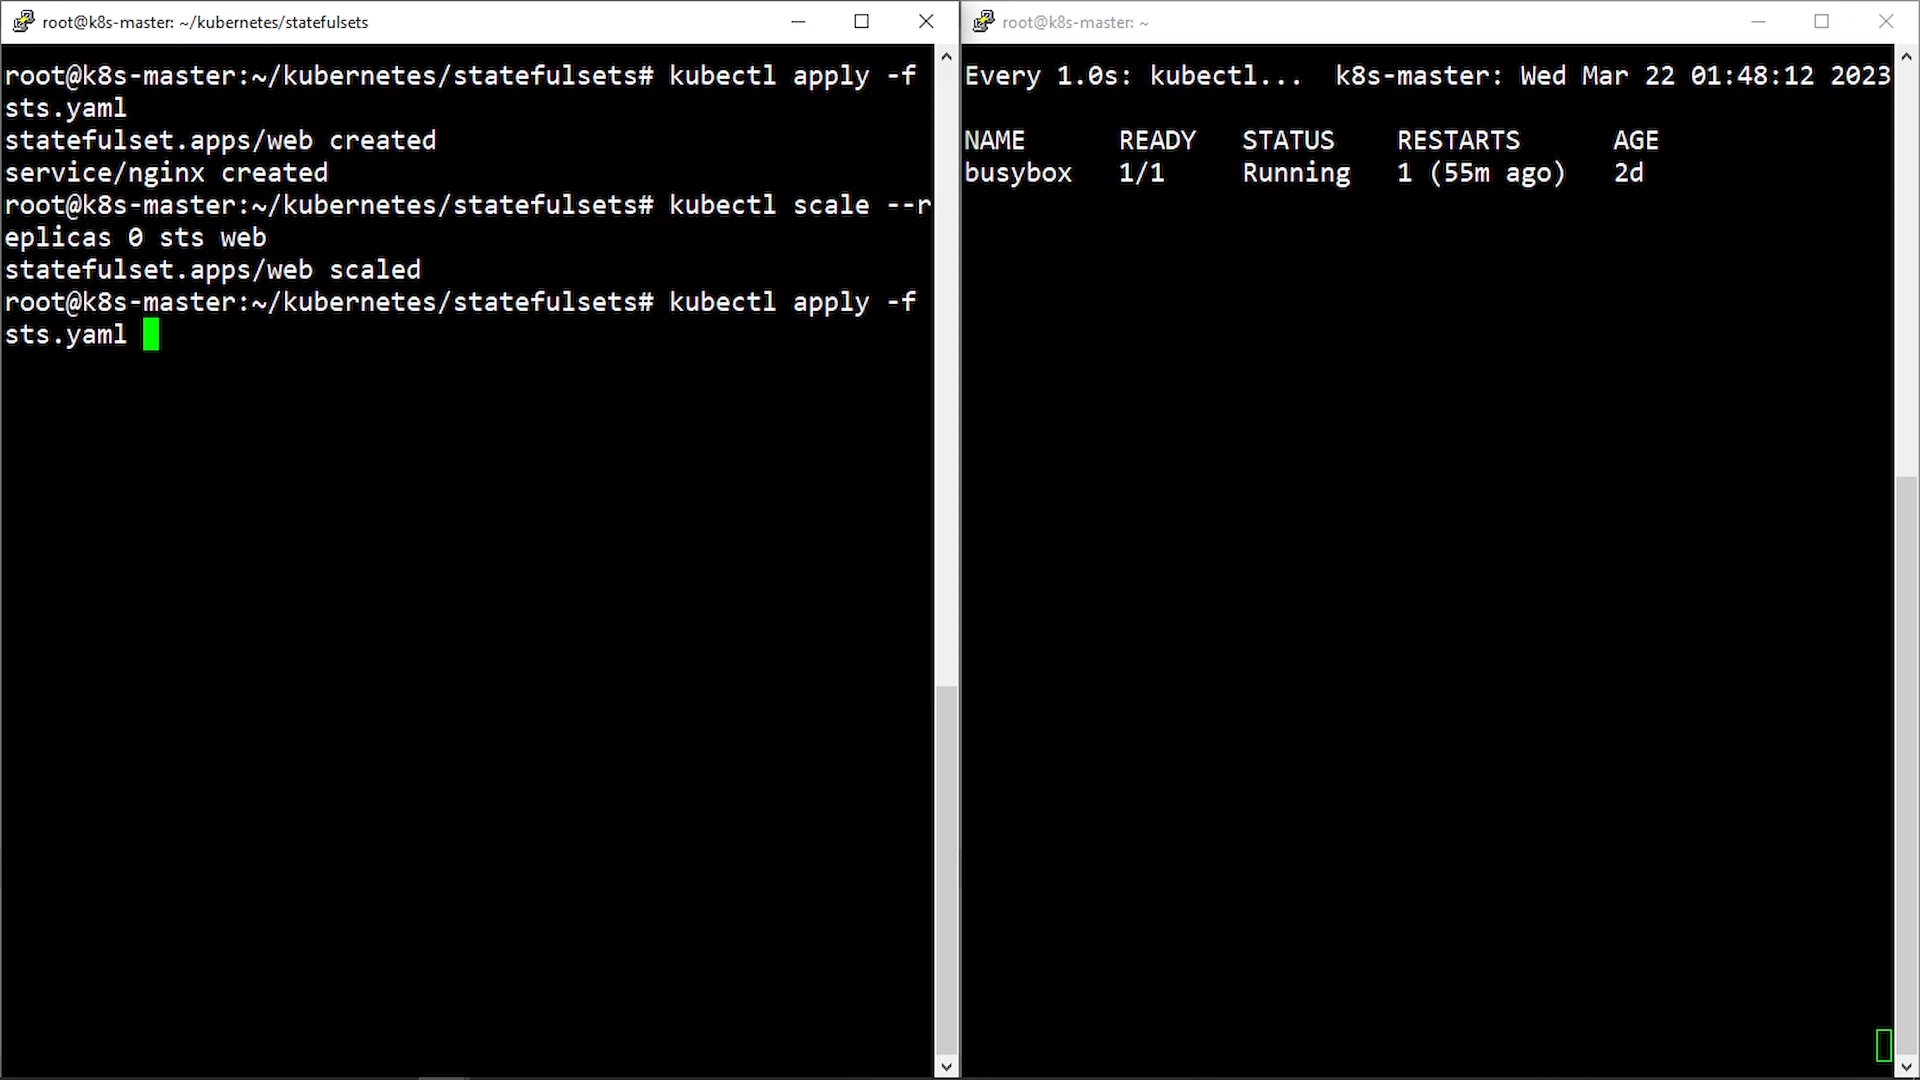 root@k8s-master: ~/kubernetes/statefulsets
root@k8s-master:~/kubernetes/statefulsets# kubectl apply -f
sts.yaml
statefulset.apps/web created
service/nginx created
root@k8s-master:~/kubernetes/statefulsets# kubectl scale --r
eplicas 0 sts web
statefulset.apps/web scaled
root@k8s-master:~/kubernetes/statefulsets# kubectl apply -f
sts.yaml
root@k8s-master: ~
Every 1.0s: kubectl... k8s-master: Wed Mar 22 01:48:12 2023
NAME READY STATUS RESTARTS AGE
busybox 1/1 Running 1 (55m ago) 2d